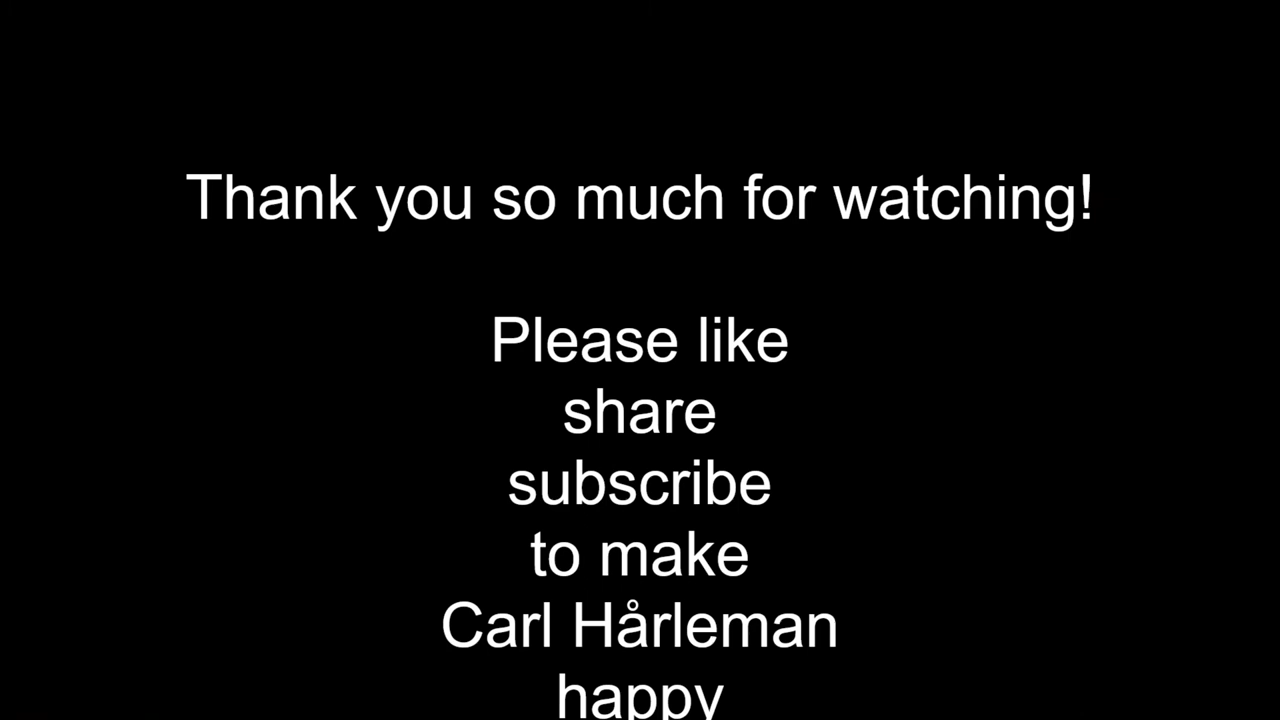 Thank you so much for watching!
Please like
share
subscribe
to make
Carl Hårleman
happy